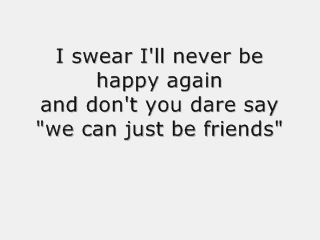 I swear I'll never be
happy again
and don't you dare say
"we can just be friends"